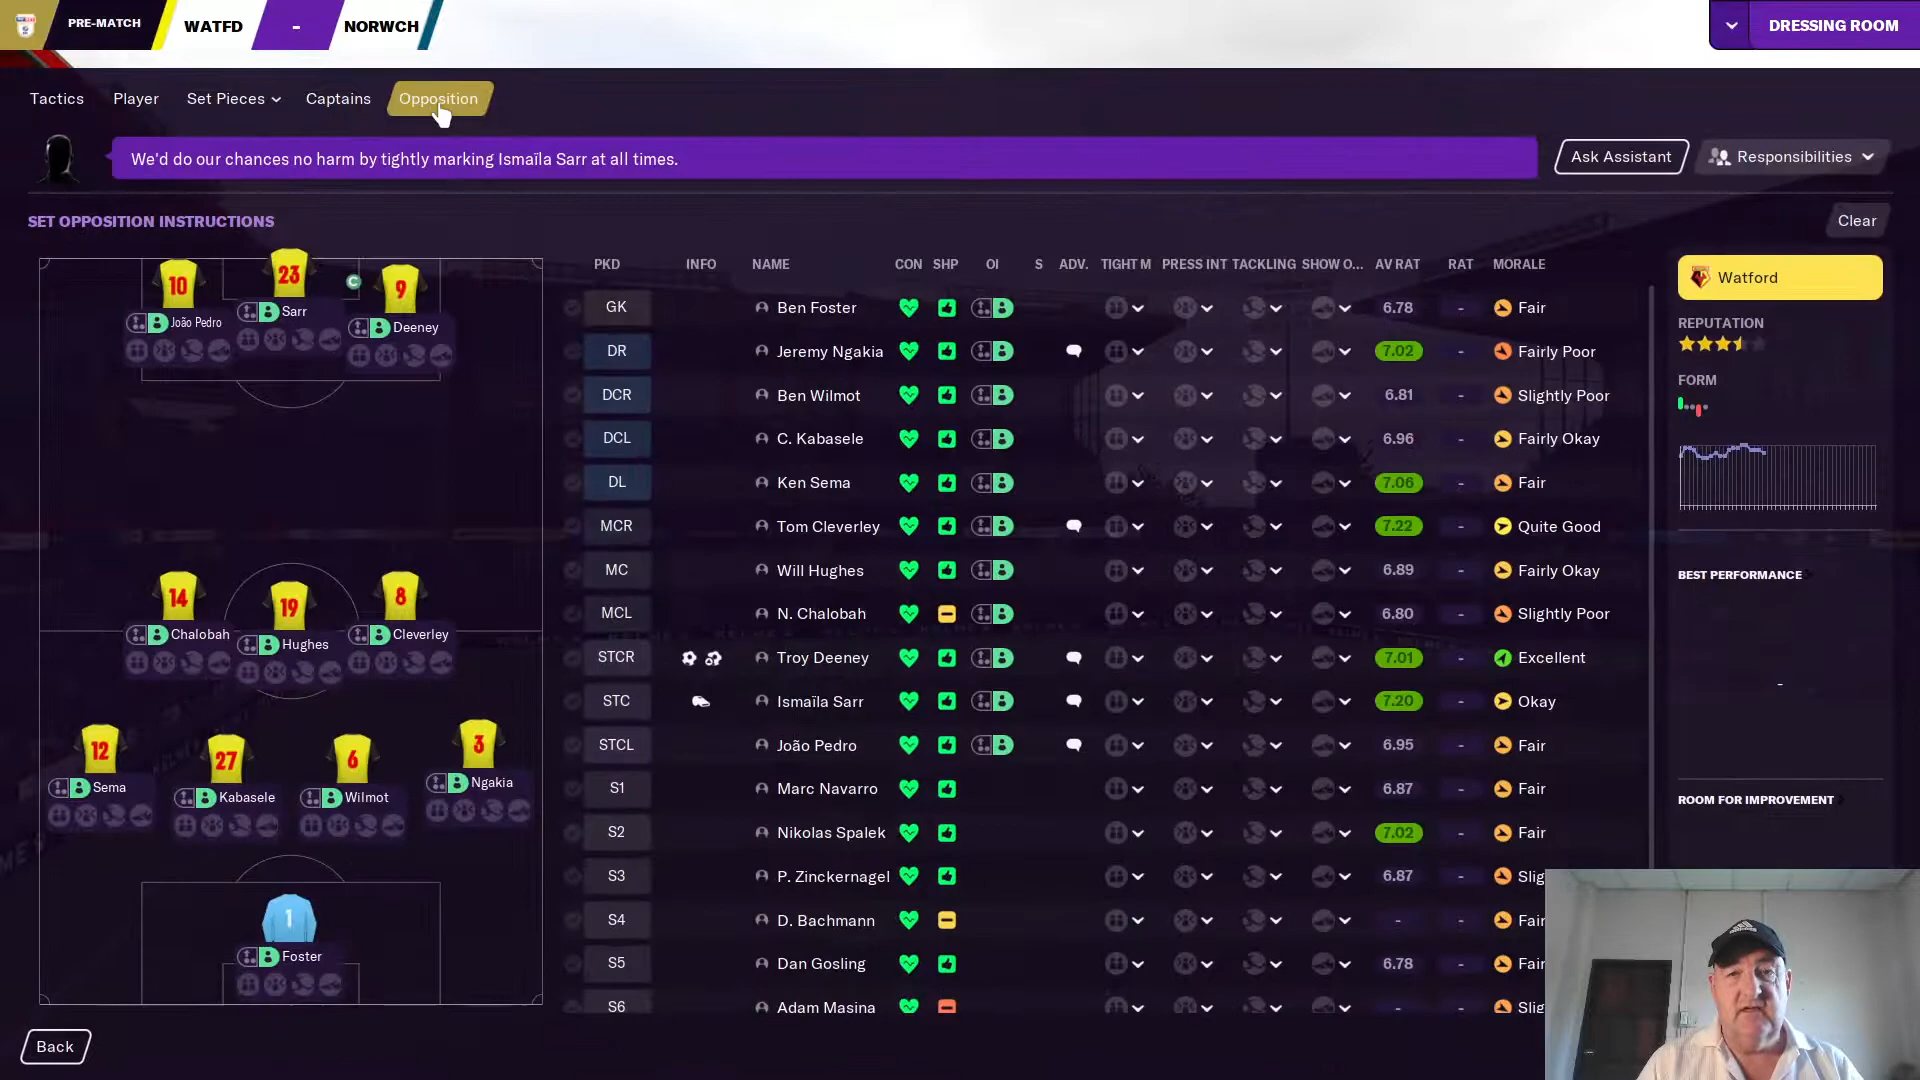 PRE-MATCH
WATFD
-
NORWCH
DRESSING ROOM
Tactics
Player
Set Pieces
Captains
Opposition
We'd do our chances no harm by tightly marking Ismaïla Sarr at all times.
Ask Assistant
Responsibilities
SET OPPOSITION INSTRUCTIONS
Clear
10
João Pedro
23
Sarr
C
9
Deeney
14
Chalobah
19
Hughes
8
Cleverley
12
Sema
27
Kabasele
6
Wilmot
3
Ngakia
1
Foster
PKD INFO NAME CON SHP OI S ADV. TIGHT M PRESS INT TACKLING SHOW O... AV RAT RAT MORALE
GK Ben Foster 6.78 - Fair
DR Jeremy Ngakia 7.02 - Fairly Poor
DCR Ben Wilmot 6.81 - Slightly Poor
DCL C. Kabasele 6.96 - Fairly Okay
DL Ken Sema 7.06 - Fair
MCR Tom Cleverley 7.22 - Quite Good
MC Will Hughes 6.89 - Fairly Okay
MCL N. Chalobah 6.80 - Slightly Poor
STCR Troy Deeney 7.01 - Excellent
STC Ismaïla Sarr 7.20 - Okay
STCL João Pedro 6.95 - Fair
S1 Marc Navarro 6.87 - Fair
S2 Nikolas Spalek 7.02 - Fair
S3 P. Zinckernagel 6.87 - Slig
S4 D. Bachmann - - Fair
S5 Dan Gosling 6.78 - Fair
S6 Adam Masina - - Slig
Watford
REPUTATION
FORM
BEST PERFORMANCE
-
ROOM FOR IMPROVEMENT
Back